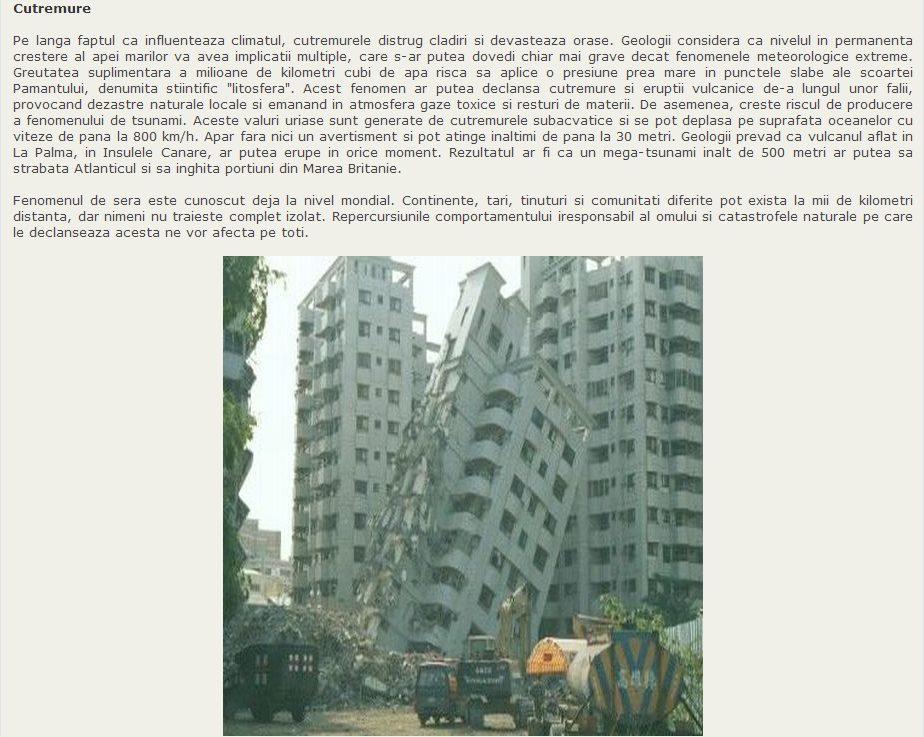 Cutremure
Pe langa faptul ca influenteaza climatul, cutremurele distrug cladiri si devasteaza orase. Geologii considera ca nivelul in permanenta
crestere al apei marilor va avea implicatii multiple, care s-ar putea dovedi chiar mai grave decat fenomenele meteorologice extreme.
Greutatea suplimentara a milioane de kilometri cubi de apa risca sa aplice o presiune prea mare in punctele slabe ale scoartei
Pamantului, denumita stiintific "litosfera". Acest fenomen ar putea declansa cutremure si eruptii vulcanice de-a lungul unor falii,
provocand dezastre naturale locale si emanand in atmosfera gaze toxice si resturi de materii. De asemenea, creste riscul de producere
a fenomenului de tsunami. Aceste valuri uriase sunt generate de cutremurele subacvatice si se pot deplasa pe suprafata oceanelor cu
viteze de pana la 800 km/h. Apar fara nici un avertisment si pot atinge inaltimi de pana la 30 metri. Geologii prevad ca vulcanul aflat in
La Palma, in Insulele Canare, ar putea erupe in orice moment. Rezultatul ar fi ca un mega-tsunami inalt de 500 metri ar putea sa
strabata Atlanticul si sa inghita portiuni din Marea Britanie.
Fenomenul de sera este cunoscut deja la nivel mondial. Continente, tari, tinuturi si comunitati diferite pot exista la mii de kilometri
distanta, dar nimeni nu traieste complet izolat. Repercursiunile comportamentului iresponsabil al omului si catastrofele naturale pe care
le declanseaza acesta ne vor afecta pe toti.